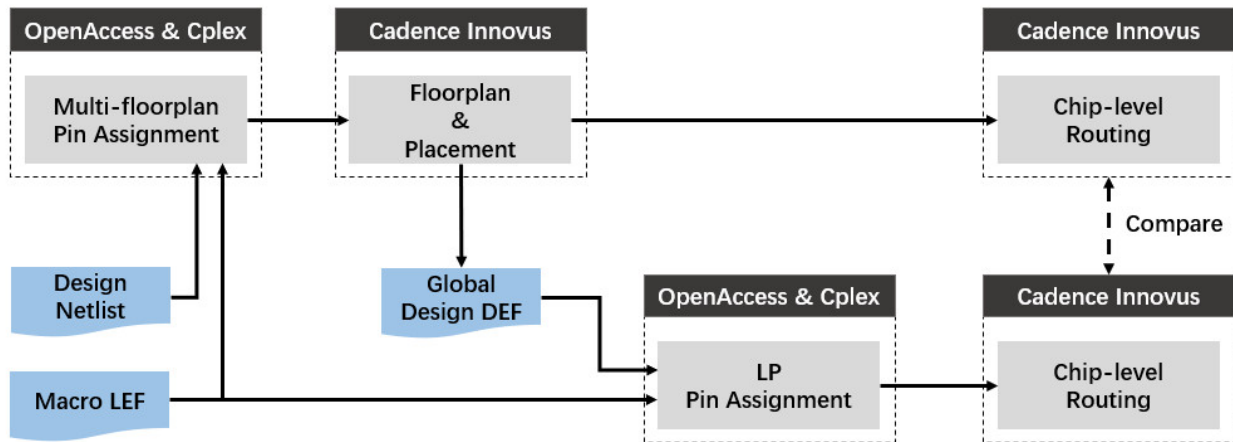 OpenAccess & Cplex
Cadence Innovus
Cadence Innovus
Multi-floorplan
Pin Assignment
Floorplan
&
Placement
Chip-level
Routing
Compare
Design
Netlist
Global
Design DEF
OpenAccess & Cplex
Cadence Innovus
Macro LEF
LP
Pin Assignment
Chip-level
Routing